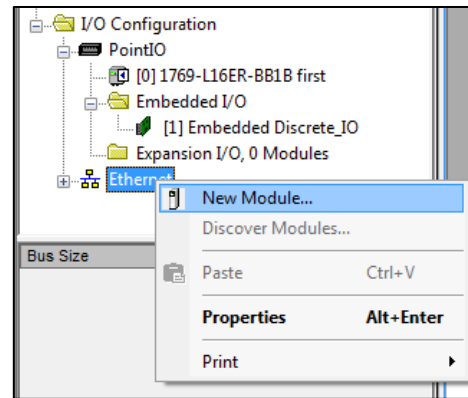 I/O Configuration
PointIO
[0] 1769-L16ER-BB1B first
Embedded I/O
[1] Embedded Discrete_IO
Expansion I/O, 0 Modules
Ethernet
New Module...
Discover Modules...
Bus Size
Paste Ctrl+V
Properties Alt+Enter
Print